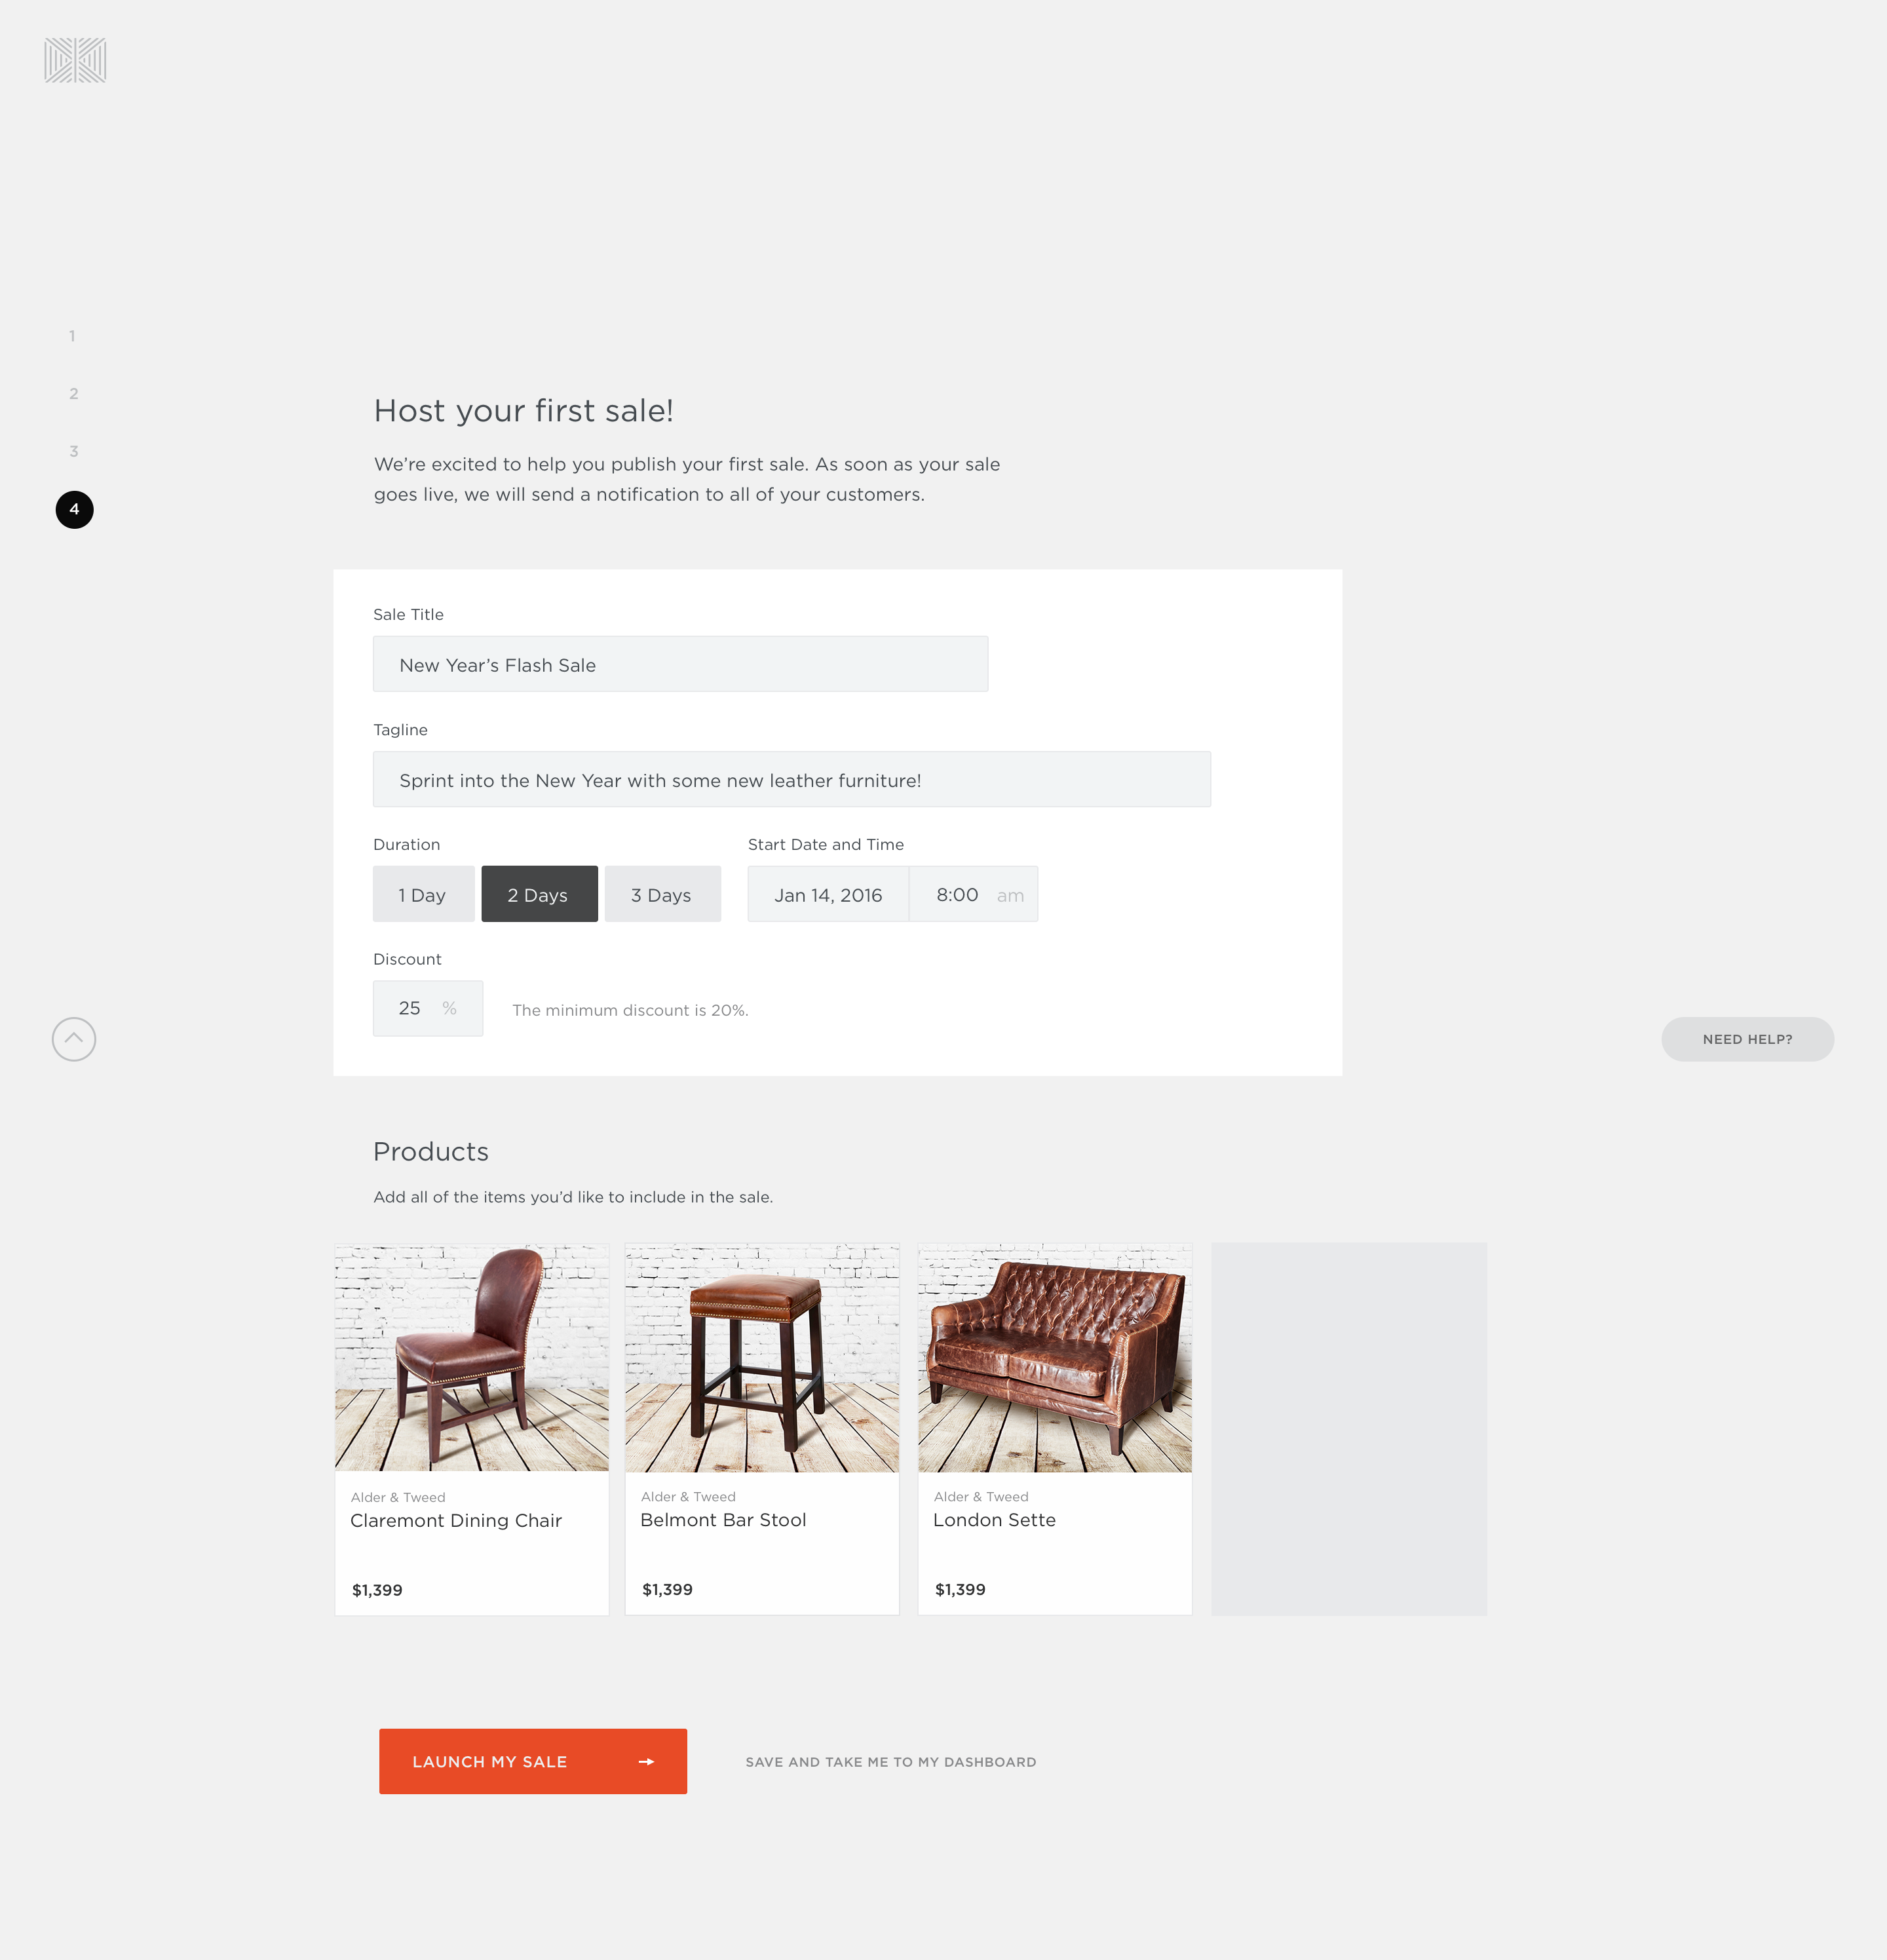 1
2
3
4
Host your first sale!
We’re excited to help you publish your first sale. As soon as your sale
goes live, we will send a notification to all of your customers.
Sale Title
New Year’s Flash Sale
Tagline
Sprint into the New Year with some new leather furniture!
Duration
1 Day 2 Days 3 Days
Start Date and Time
Jan 14, 2016 8:00 am
Discount
25 %
The minimum discount is 20%.
NEED HELP?
Products
Add all of the items you’d like to include in the sale.
Alder & Tweed
Claremont Dining Chair
$1,399
Alder & Tweed
Belmont Bar Stool
$1,399
Alder & Tweed
London Sette
$1,399
LAUNCH MY SALE
SAVE AND TAKE ME TO MY DASHBOARD